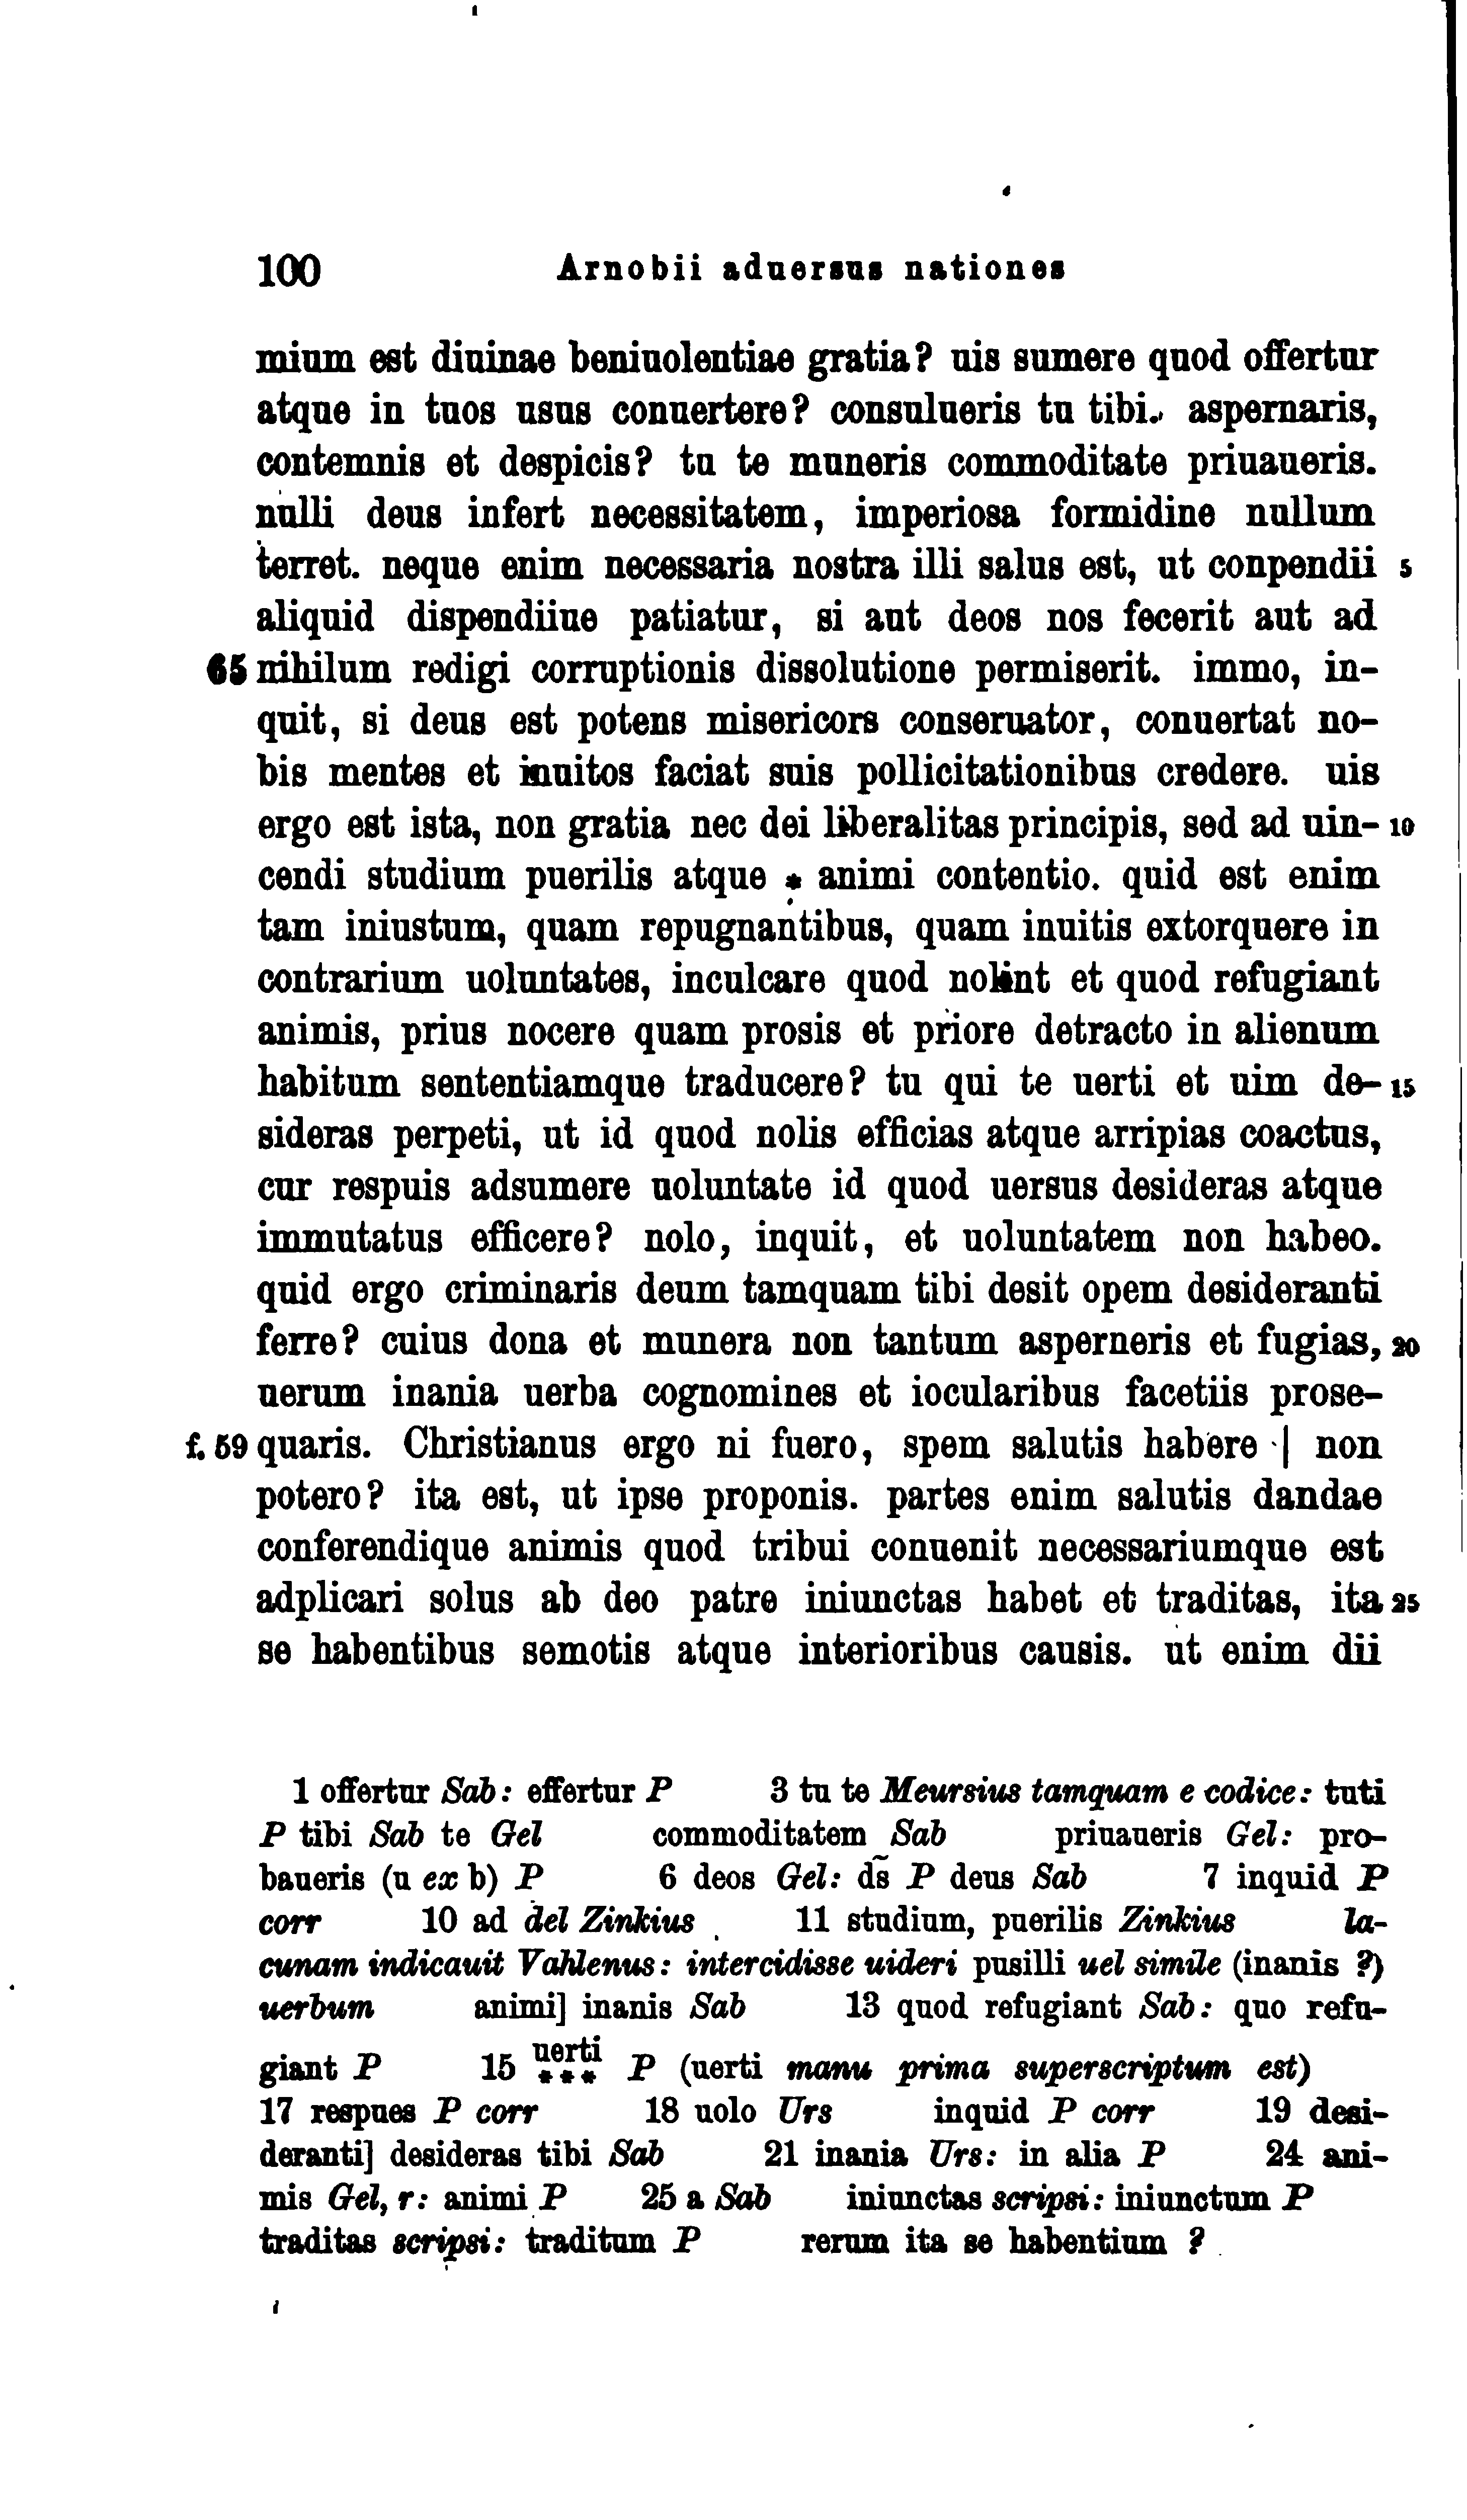 100 Arnobii aduersus nationes
mium est diuinae beniuolentiae gratia? uis sumere quod offertur
atque in tuos usus conuertere? consulueris tu tibi. aspernaris,
contemnis et despicis? tu te muneris commoditate priuaueris.
nulli deus infert necessitatem, imperiosa formidine nullum
terret. neque enim necessaria nostra illi salus est, ut conpendii 5
aliquid dispendiiue patiatur, si aut deos nos fecerit aut ad
65 nihilum redigi corruptionis dissolutione permiserit. immo, in-
quit, si deus est potens misericors conseruator, conuertat no-
bis mentes et inuitos faciat suis pollicitationibus credere. uis
ergo est ista, non gratia nec dei liberalitas principis, sed ad uin- 10
cendi studium puerilis atque * animi contentio. quid est enim
tam iniustum, quam repugnantibus, quam inuitis extorquere in
contrarium uoluntates, inculcare quod nolint et quod refugiant
animis, prius nocere quam prosis et priore detracto in alienum
habitum sententiamque traducere? tu qui te uerti et uim de- 15
sideras perpeti, ut id quod nolis efficias atque arripias coactus,
cur respuis adsumere uoluntate id quod uersus desideras atque
immutatus efficere? nolo, inquit, et uoluntatem non habeo.
quid ergo criminaris deum tamquam tibi desit opem desideranti
ferre? cuius dona et munera non tantum asperneris et fugias, 20
uerum inania uerba cognomines et iocularibus facetiis prose-
f. 59 quaris. Christianus ergo ni fuero, spem salutis habere | non
potero? ita est, ut ipse proponis. partes enim salutis dandae
conferendique animis quod tribui conuenit necessariumque est
adplicari solus ab deo patre iniunctas habet et traditas, ita 25
se habentibus semotis atque interioribus causis. ut enim dii
1 offertur Sab: effertur P 3 tu te Meursius tamquam e codice: tuti
P tibi Sab te Gel commoditatem Sab priuaueris Gel: pro-
baueris (u ex b) P 6 deos Gel: ds̃ P deus Sab 7 inquid P
corr 10 ad del Zinkius 11 studium, puerilis Zinkius la-
cunam indicauit Vahlenus: intercidisse uideri pusilli uel simile (inanis ?)
uerbum animi] inanis Sab 13 quod refugiant Sab: quo refu-
giant P 15 uerti *** P (uerti manu prima superscriptum est)
17 respues P corr 18 uolo Urs inquid P corr 19 desi-
deranti] desideras tibi Sab 21 inania Urs: in alia P 24 ani-
mis Gel, r: animi P 25 a Sab iniunctas scripsi: iniunctum P
traditas scripsi: traditum P rerum ita se habentium ?